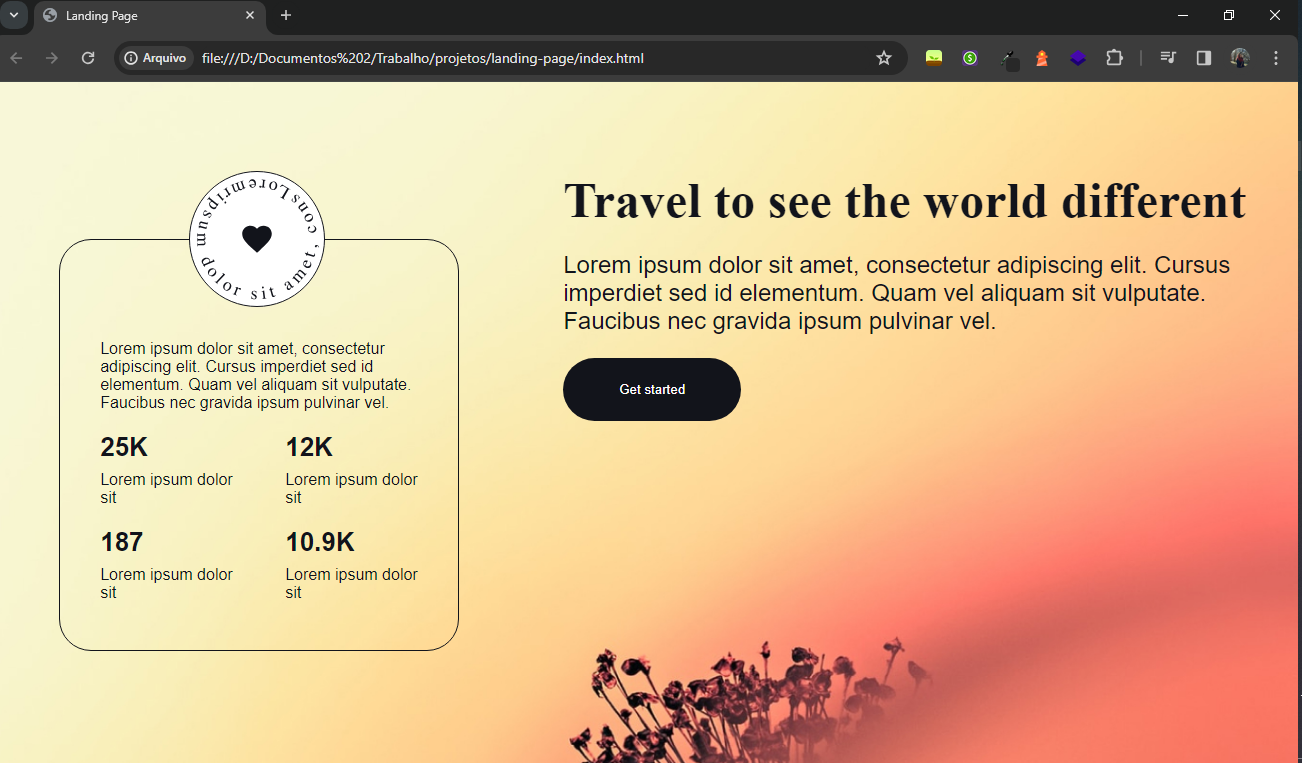 Landing Page
Arquivo
file:///D:/Documentos%202/Trabalho/projetos/landing-page/index.html
Loremripsum dolor sit amet, cons
Lorem ipsum dolor sit amet, consectetur
adipiscing elit. Cursus imperdiet sed id
elementum. Quam vel aliquam sit vulputate.
Faucibus nec gravida ipsum pulvinar vel.
25K
Lorem ipsum dolor
sit
12K
Lorem ipsum dolor
sit
187
Lorem ipsum dolor
sit
10.9K
Lorem ipsum dolor
sit
Travel to see the world different
Lorem ipsum dolor sit amet, consectetur adipiscing elit. Cursus
imperdiet sed id elementum. Quam vel aliquam sit vulputate.
Faucibus nec gravida ipsum pulvinar vel.
Get started